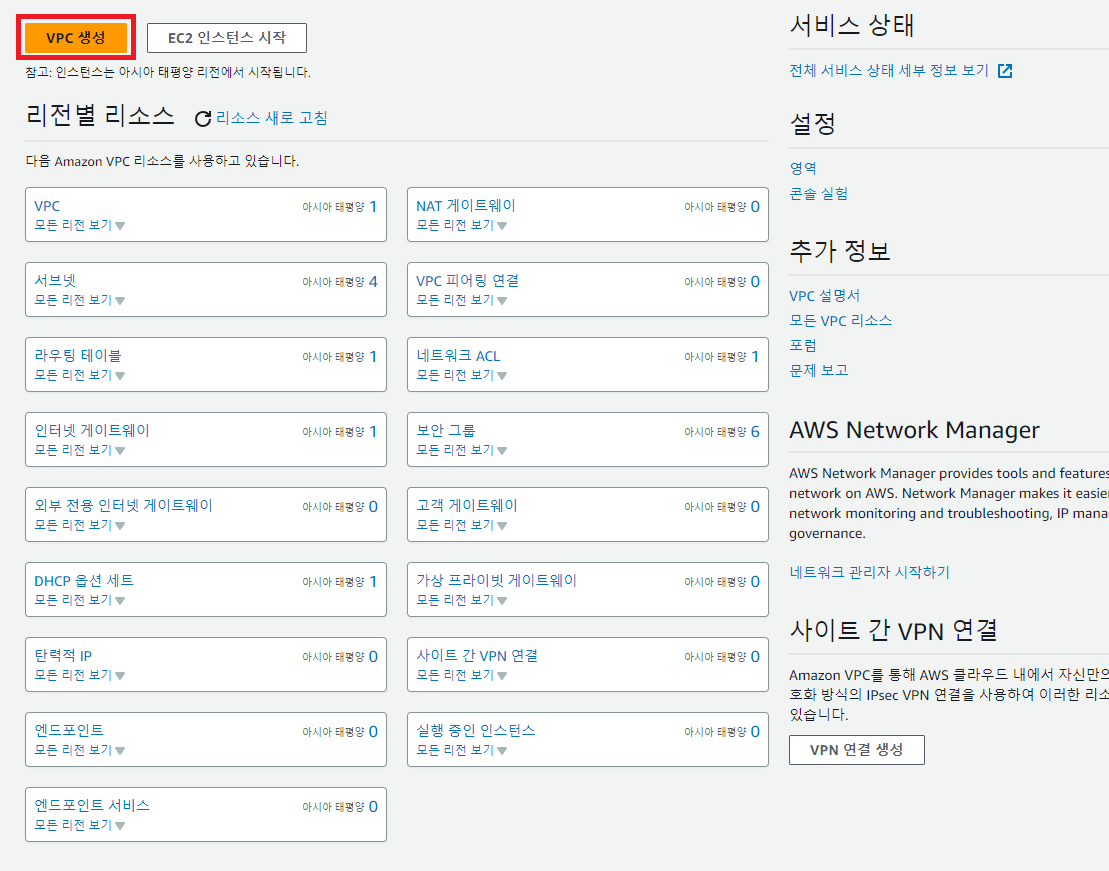 VPC 생성
EC2 인스턴스 시작
참고: 인스턴스는 아시아 태평양 리전에서 시작됩니다.
리전별 리소스
리소스 새로 고침
다음 Amazon VPC 리소스를 사용하고 있습니다.
VPC 아시아 태평양 1
모든 리전 보기
NAT 게이트웨이 아시아 태평양 0
모든 리전 보기
서브넷 아시아 태평양 4
모든 리전 보기
VPC 피어링 연결 아시아 태평양 0
모든 리전 보기
라우팅 테이블 아시아 태평양 1
모든 리전 보기
네트워크 ACL 아시아 태평양 1
모든 리전 보기
인터넷 게이트웨이 아시아 태평양 1
모든 리전 보기
보안 그룹 아시아 태평양 6
모든 리전 보기
외부 전용 인터넷 게이트웨이 아시아 태평양 0
모든 리전 보기
고객 게이트웨이 아시아 태평양 0
모든 리전 보기
DHCP 옵션 세트 아시아 태평양 1
모든 리전 보기
가상 프라이빗 게이트웨이 아시아 태평양 0
모든 리전 보기
탄력적 IP 아시아 태평양 0
모든 리전 보기
사이트 간 VPN 연결 아시아 태평양 0
모든 리전 보기
엔드포인트 아시아 태평양 0
모든 리전 보기
실행 중인 인스턴스 아시아 태평양 0
모든 리전 보기
엔드포인트 서비스 아시아 태평양 0
모든 리전 보기
서비스 상태
전체 서비스 상태 세부 정보 보기
설정
영역
콘솔 실험
추가 정보
VPC 설명서
모든 VPC 리소스
포럼
문제 보고
AWS Network Manager
AWS Network Manager provides tools and features
network on AWS. Network Manager makes it easier
network monitoring and troubleshooting, IP mana
governance.
네트워크 관리자 시작하기
사이트 간 VPN 연결
Amazon VPC를 통해 AWS 클라우드 내에서 자신만으
호화 방식의 IPsec VPN 연결을 사용하여 이러한 리소
있습니다.
VPN 연결 생성